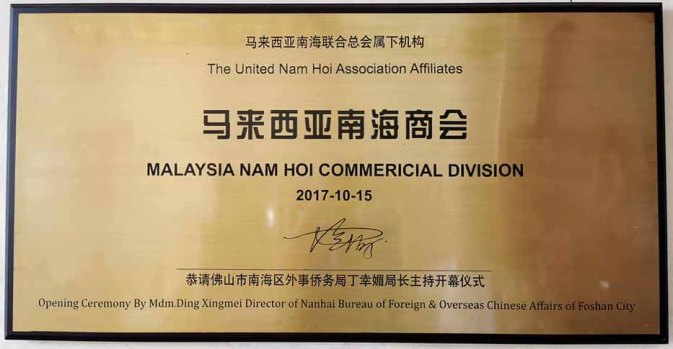 马来西亚南海联合总会属下机构
The United Nam Hoi Association Affiliates
马来西亚南海商会
MALAYSIA NAM HOI COMMERICIAL DIVISION
2017-10-15
恭请佛山市南海区外事侨务局丁幸媚局长主持开幕仪式
Opening Ceremony By Mdm.Ding Xingmei Director of Nanhai Bureau of Foreign & Overseas Chinese Affairs of Foshan City